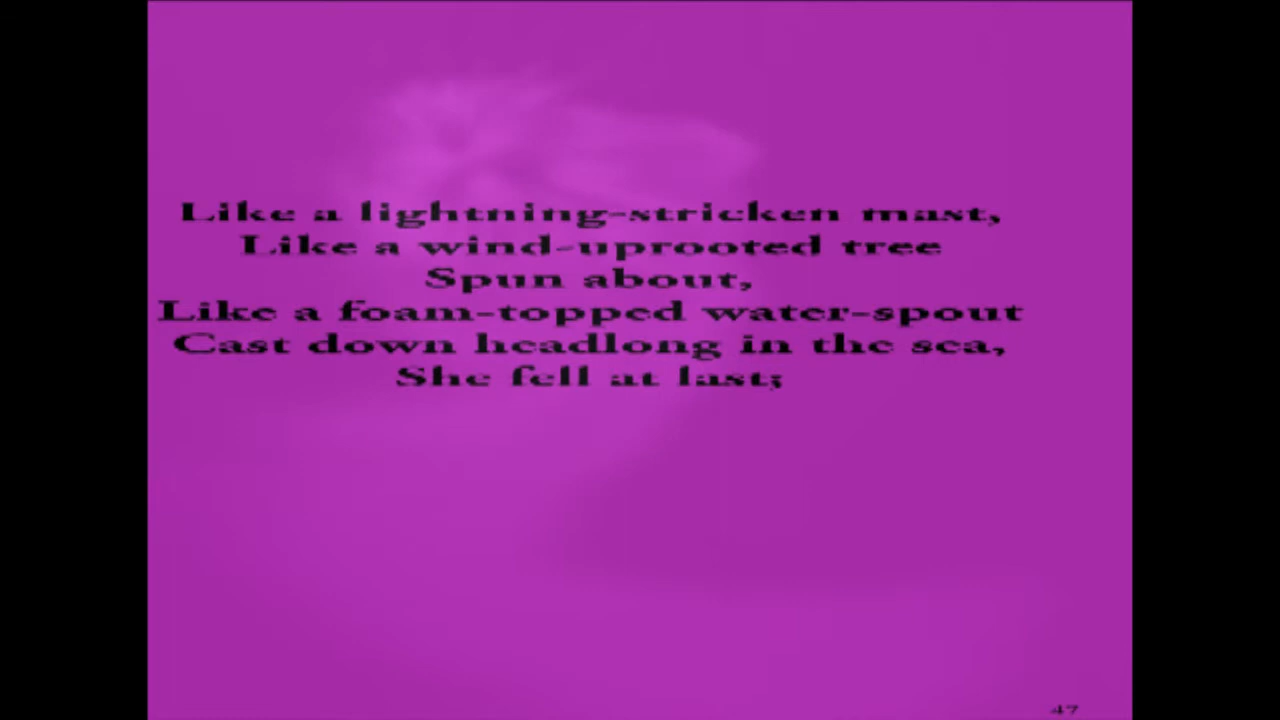 Like a lightning-stricken mast,
Like a wind-uprooted tree
Spun about,
Like a foam-topped water-spout
Cast down headlong in the sea,
She fell at last;
47